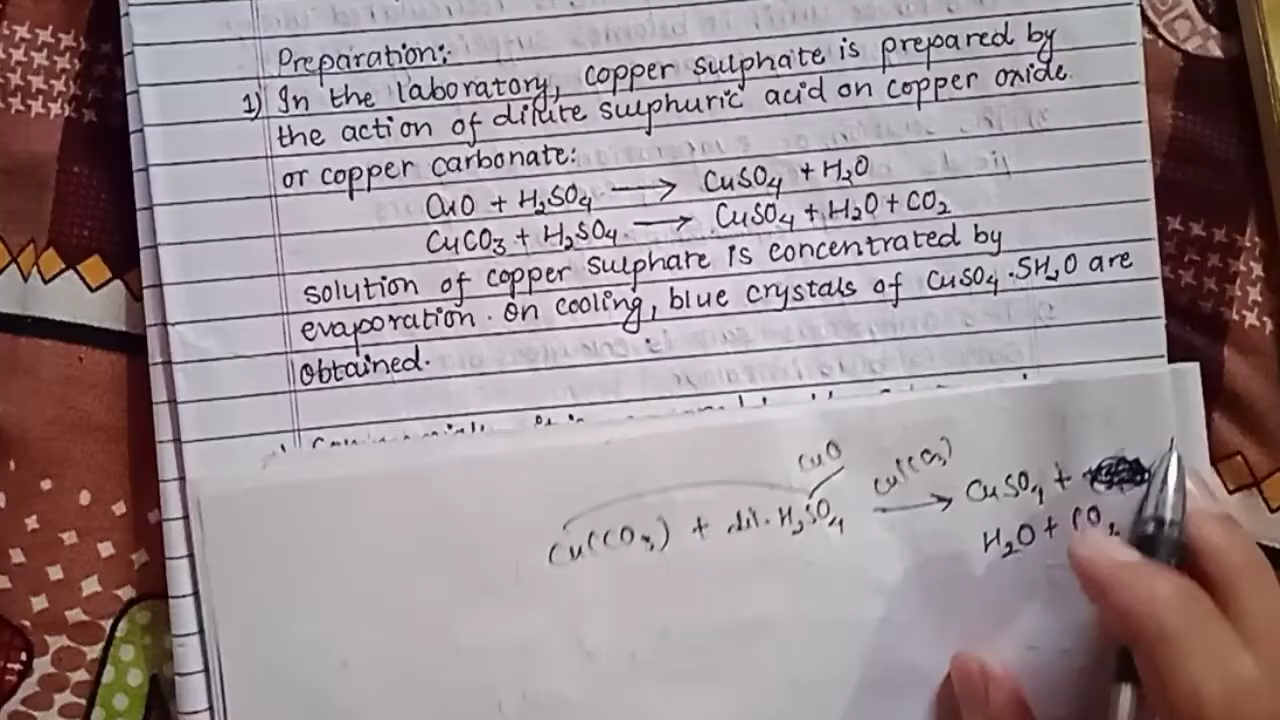 Preparation:
1) In the laboratory, copper sulphate is prepared by
the action of dilute sulphuric acid on copper oxide
or copper carbonate:
CuO + H₂SO₄ → CuSO₄ + H₂O
CuCO₃ + H₂SO₄ → CuSO₄ + H₂O + CO₂
solution of copper sulphate is concentrated by
evaporation. On cooling, blue crystals of CuSO₄.5H₂O are
obtained.
CuO
Cu(CO₃) + dil. H₂SO₄ → CuSO₄ +
Cu(CO₃)
H₂O + CO₂